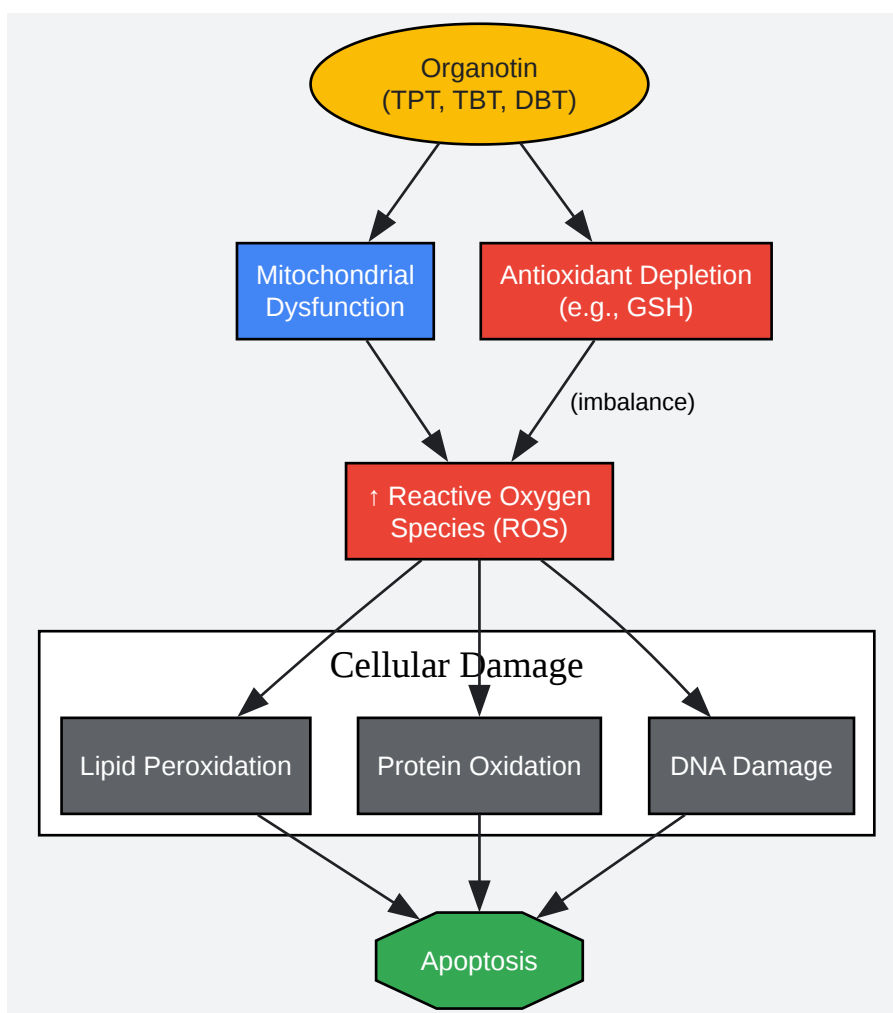 Organotin
(TPT, TBT, DBT)
Mitochondrial
Dysfunction
Antioxidant Depletion
(e.g., GSH)
(imbalance)
↑ Reactive Oxygen
Species (ROS)
Cellular Damage
Lipid Peroxidation
Protein Oxidation
DNA Damage
Apoptosis